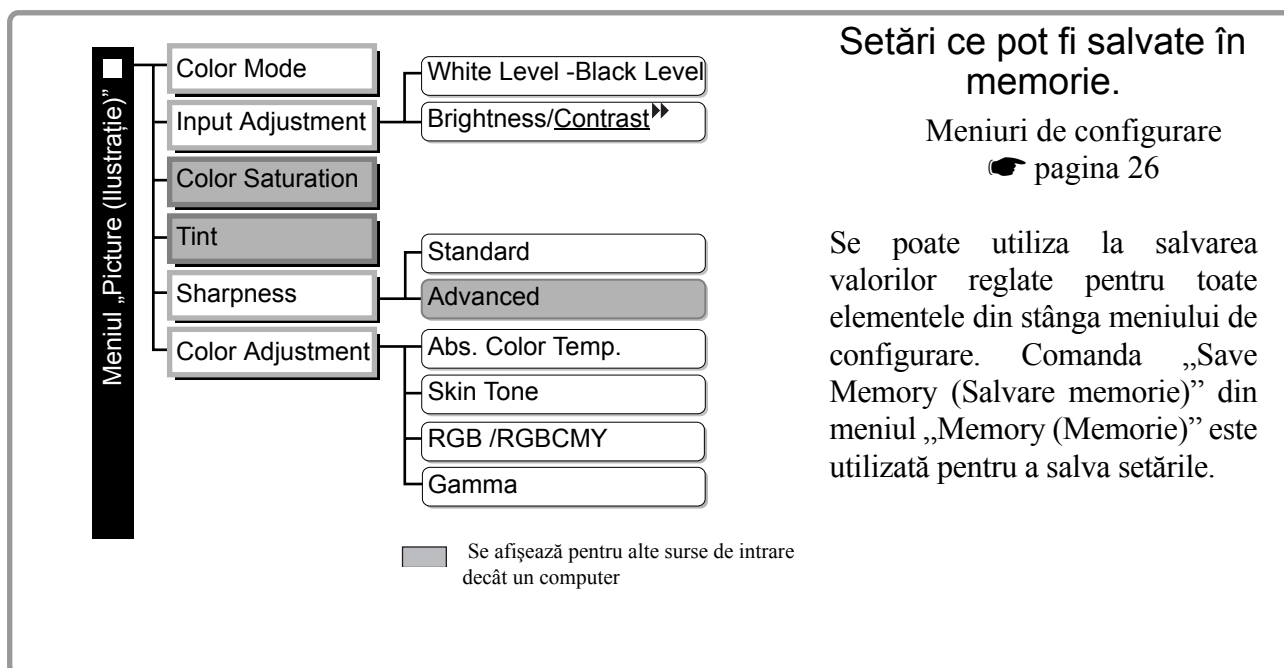 Meniul „Picture (Ilustrație)”
Color Mode
Input Adjustment
Color Saturation
Tint
Sharpness
Color Adjustment
White Level -Black Level
Brightness/Contrast
Standard
Advanced
Abs. Color Temp.
Skin Tone
RGB /RGBCMY
Gamma
Se afişează pentru alte surse de intrare
decât un computer
Setări ce pot fi salvate în
memorie.
Meniuri de configurare
☛ pagina 26
Se poate utiliza la salvarea
valorilor reglate pentru toate
elementele din stânga meniului de
configurare. Comanda „Save
Memory (Salvare memorie)” din
meniul „Memory (Memorie)” este
utilizată pentru a salva setările.